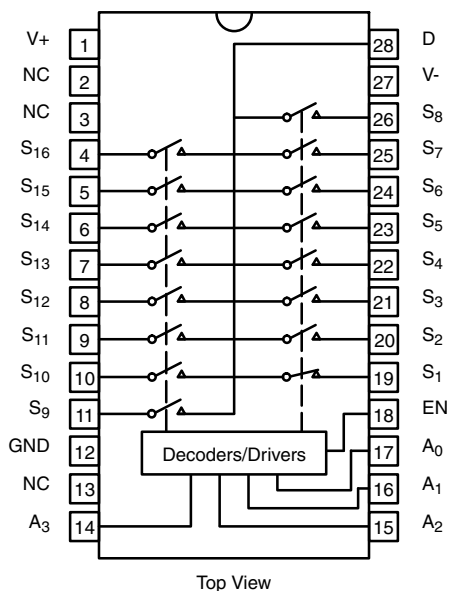 V+ 1 28 D
NC 2 27 V-
NC 3 26 S8
S16 4 25 S7
S15 5 24 S6
S14 6 23 S5
S13 7 22 S4
S12 8 21 S3
S11 9 20 S2
S10 10 19 S1
S9 11 18 EN
GND 12 Decoders/Drivers 17 A0
NC 13 16 A1
A3 14 15 A2
Top View